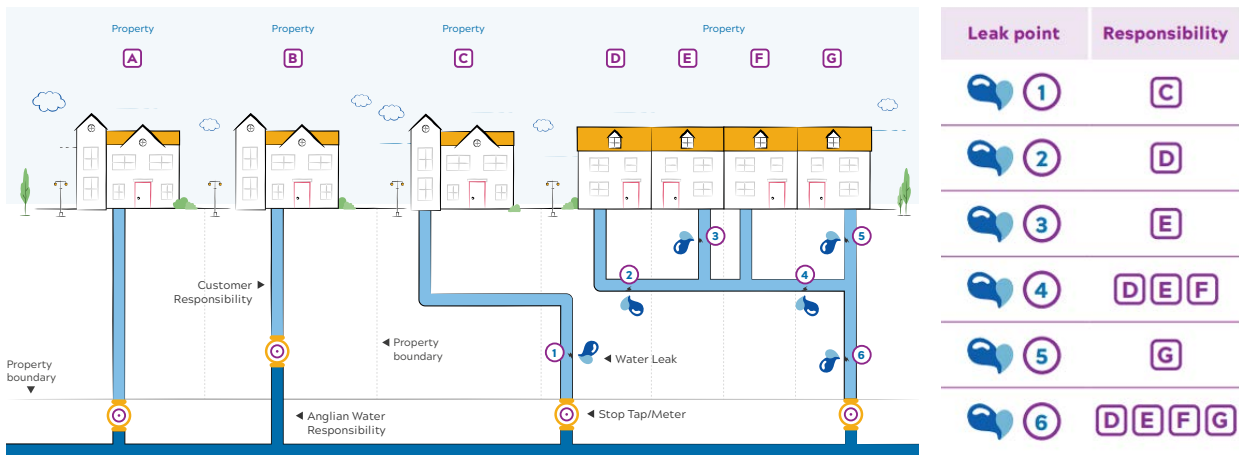 Property
Property
Property
Property
A
B
C
D
E
F
G
Customer
Responsibility
Property
boundary
Property
boundary
Anglian Water
Responsibility
1
Water Leak
Stop Tap/Meter
2
3
4
5
6
Leak point
Responsibility
1
C
2
D
3
E
4
D E F
5
G
6
D E F G